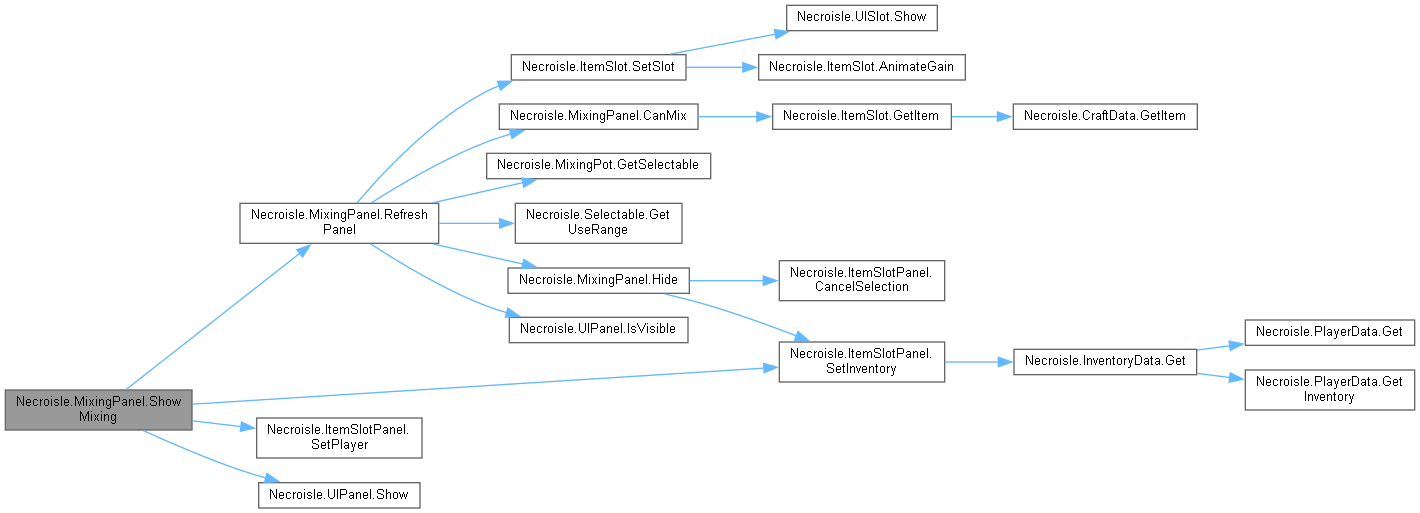 Necroisle.UISlot.Show
Necroisle.ItemSlot.SetSlot
Necroisle.ItemSlot.AnimateGain
Necroisle.MixingPanel.CanMix
Necroisle.ItemSlot.GetItem
Necroisle.CraftData.GetItem
Necroisle.MixingPot.GetSelectable
Necroisle.MixingPanel.Refresh
Panel
Necroisle.Selectable.Get
UseRange
Necroisle.MixingPanel.Hide
Necroisle.ItemSlotPanel.
CancelSelection
Necroisle.UIPanel.IsVisible
Necroisle.ItemSlotPanel.
SetInventory
Necroisle.InventoryData.Get
Necroisle.PlayerData.Get
Necroisle.PlayerData.Get
Inventory
Necroisle.MixingPanel.Show
Mixing
Necroisle.ItemSlotPanel.
SetPlayer
Necroisle.UIPanel.Show